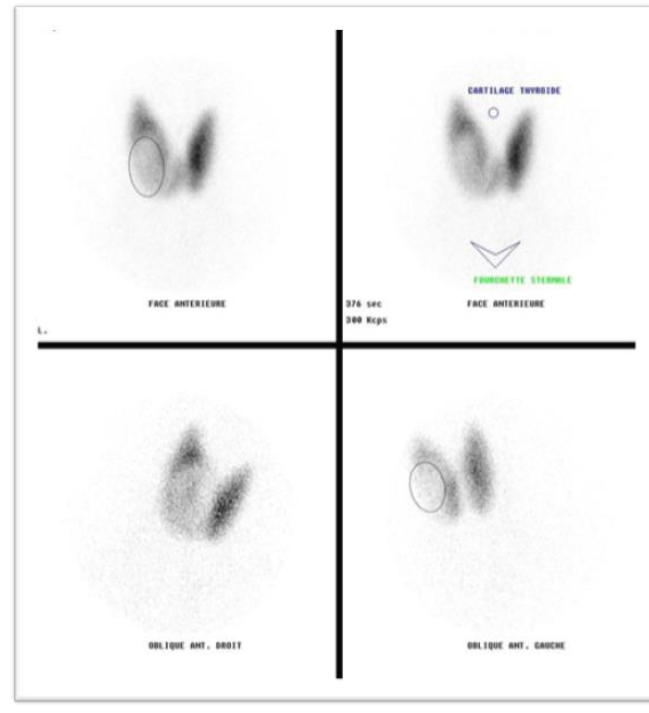 CARTILAGE THYROIDE
FOURCHETTE STERNALE
FACE ANTERIEURE
L.
376 sec
300 Kcps
FACE ANTERIEURE
OBLIQUE ANT. DROIT
OBLIQUE ANT. GAUCHE